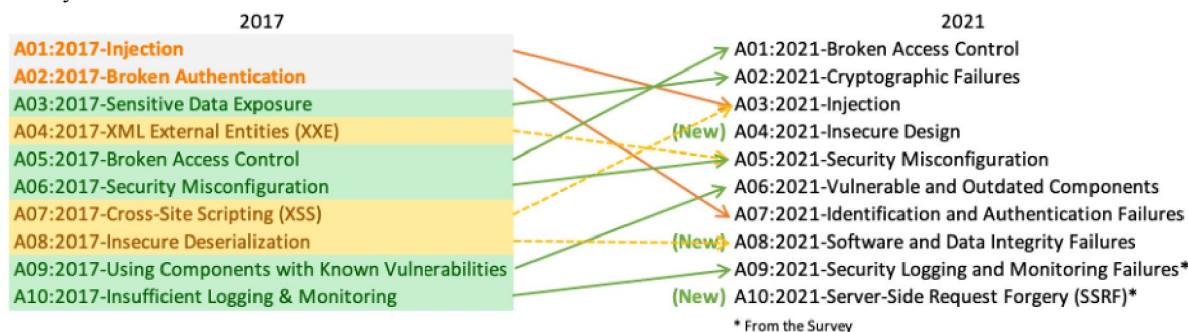 2017
2021
A01:2017-Injection
A02:2017-Broken Authentication
A03:2017-Sensitive Data Exposure
A04:2017-XML External Entities (XXE)
A05:2017-Broken Access Control
A06:2017-Security Misconfiguration
A07:2017-Cross-Site Scripting (XSS)
A08:2017-Insecure Deserialization
A09:2017-Using Components with Known Vulnerabilities
A10:2017-Insufficient Logging & Monitoring
A01:2021-Broken Access Control
A02:2021-Cryptographic Failures
A03:2021-Injection
(New) A04:2021-Insecure Design
A05:2021-Security Misconfiguration
A06:2021-Vulnerable and Outdated Components
A07:2021-Identification and Authentication Failures
(New) A08:2021-Software and Data Integrity Failures
A09:2021-Security Logging and Monitoring Failures*
(New) A10:2021-Server-Side Request Forgery (SSRF)*
* From the Survey